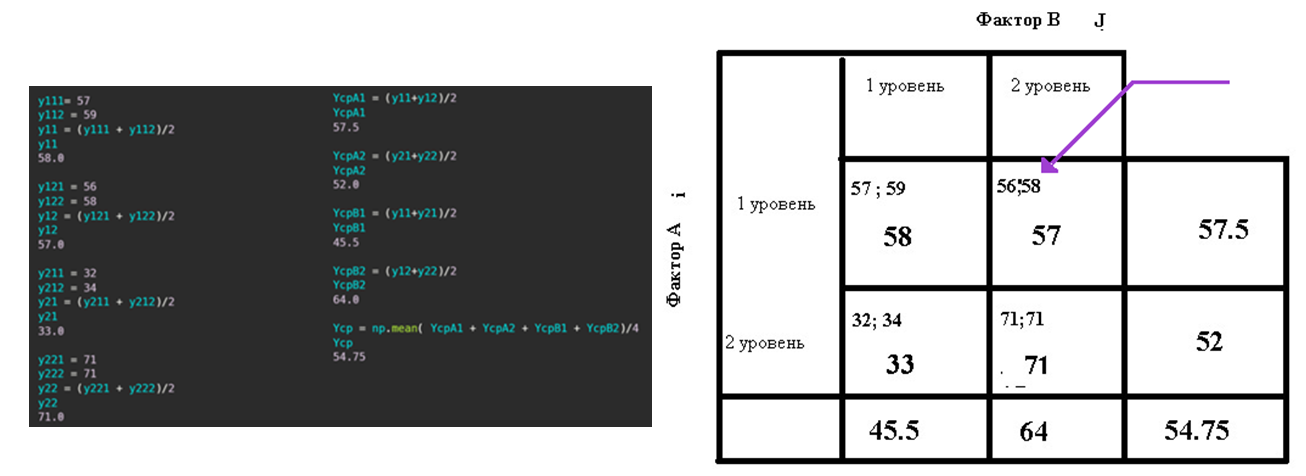 y111= 57
y112 = 59
y11 = (y111 + y112)/2
y11
58.0
y121 = 56
y122 = 58
y12 = (y121 + y122)/2
y12
57.0
y211 = 32
y212 = 34
y21 = (y211 + y212)/2
y21
33.0
y221 = 71
y222 = 71
y22 = (y221 + y222)/2
y22
71.0
YcpA1 = (y11+y12)/2
YcpA1
57.5
YcpA2 = (y21+y22)/2
YcpA2
52.0
YcpB1 = (y11+y21)/2
YcpB1
45.5
YcpB2 = (y12+y22)/2
YcpB2
64.0
Ycp = np.mean( YcpA1 + YcpA2 + YcpB1 + YcpB2)/4
Ycp
54.75
Фактор В J
Фактор А i
1 уровень 2 уровень
1 уровень
57 ; 59
58
56;58
57
57.5
2 уровень
32; 34
33
71;71
71
52
45.5 64 54.75